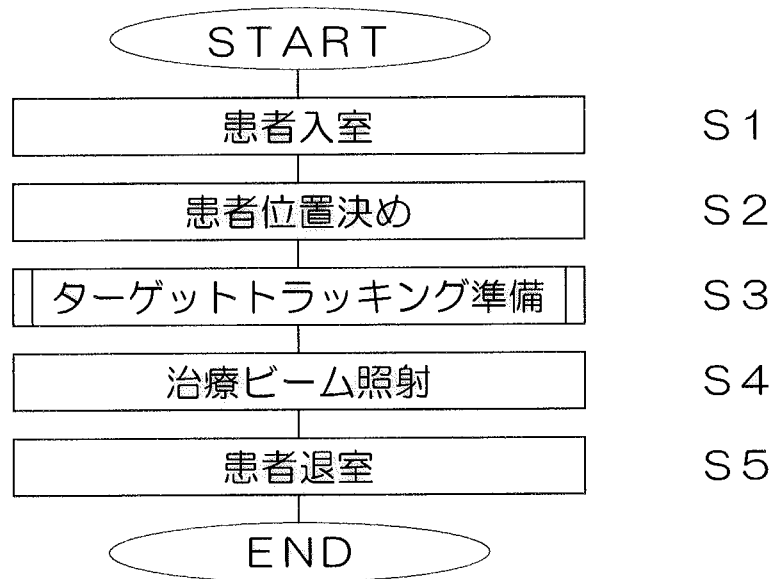 START
患者入室 S1
患者位置決め S2
ターゲットトラッキング準備 S3
治療ビーム照射 S4
患者退室 S5
END